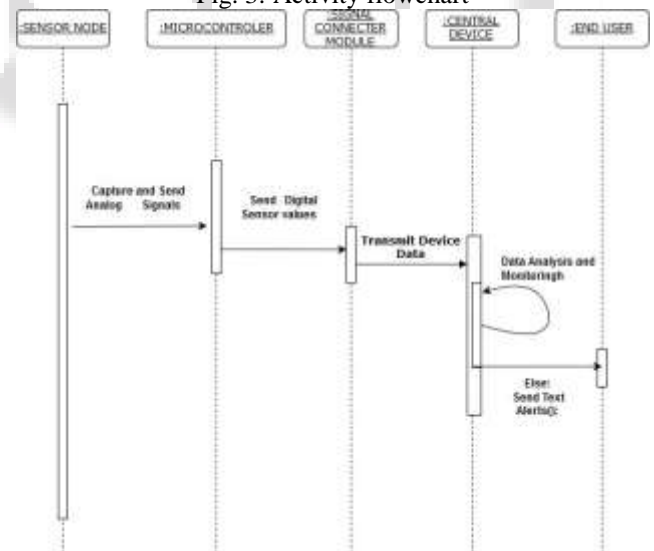 Fig. 3: Activity flowchart
:SENSOR NODE
:MICROCONTROLER
:SIGNAL
CONNECTER
MODULE
:CENTRAL
DEVICE
:END USER
Capture and Send
Analog Signals
Send Digital
Sensor values
Transmit Device
Data
Data Analysis and
Monitoringh
Else:
Send Text
Alerts();